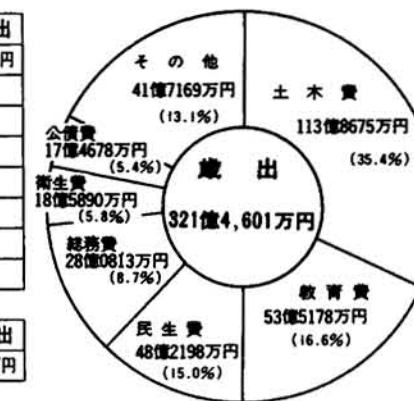 出
円
出
円
その他
41億7169万円
(13.1%)
土木費
113億8675万円
(35.4%)
公債費
17億4678万円
(5.4%)
衛生費
18億5890万円
(5.8%)
総務費
28億0813万円
(8.7%)
民生費
48億2198万円
(15.0%)
教育費
53億5178万円
(16.6%)
歳出
321億4,601万円